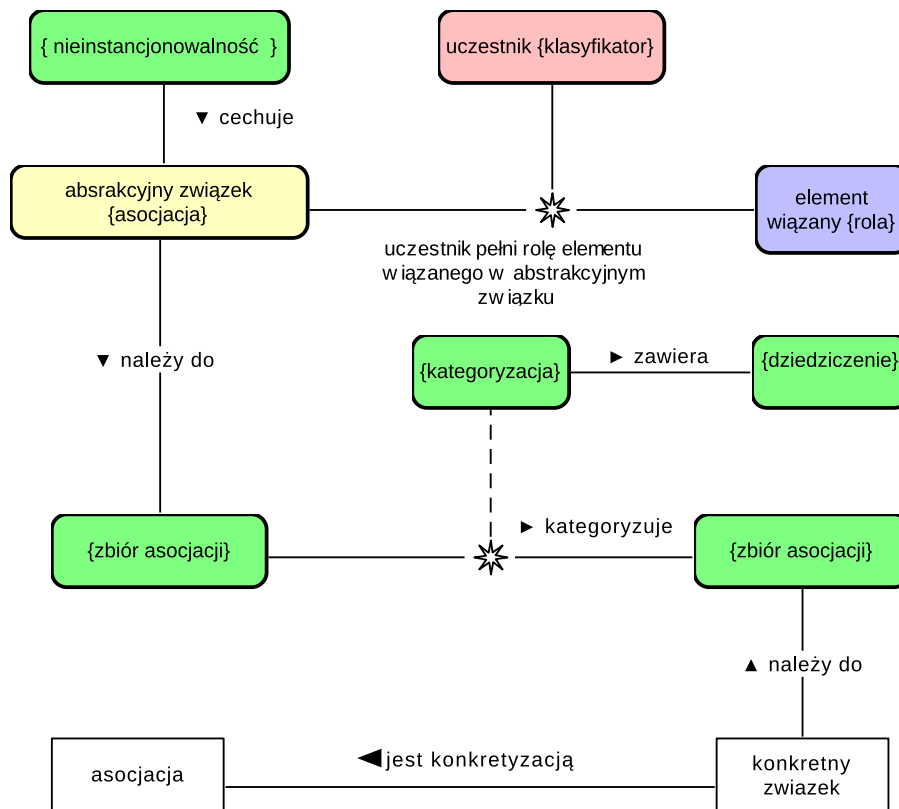 { nieinstancjonowalność }
uczestnik {klasyfikator}
▼ cechuje
absrakcyjny związek
{asocjacja}
element
wiązany {rola}
uczestnik pełni rolę elementu
wiązanego w abstrakcyjnym
związku
▼ należy do
{kategoryzacja}
► zawiera
{dziedziczenie}
► kategoryzuje
{zbiór asocjacji}
{zbiór asocjacji}
▲ należy do
◄ jest konkretyzacją
asocjacja
konkretny
zwiazek